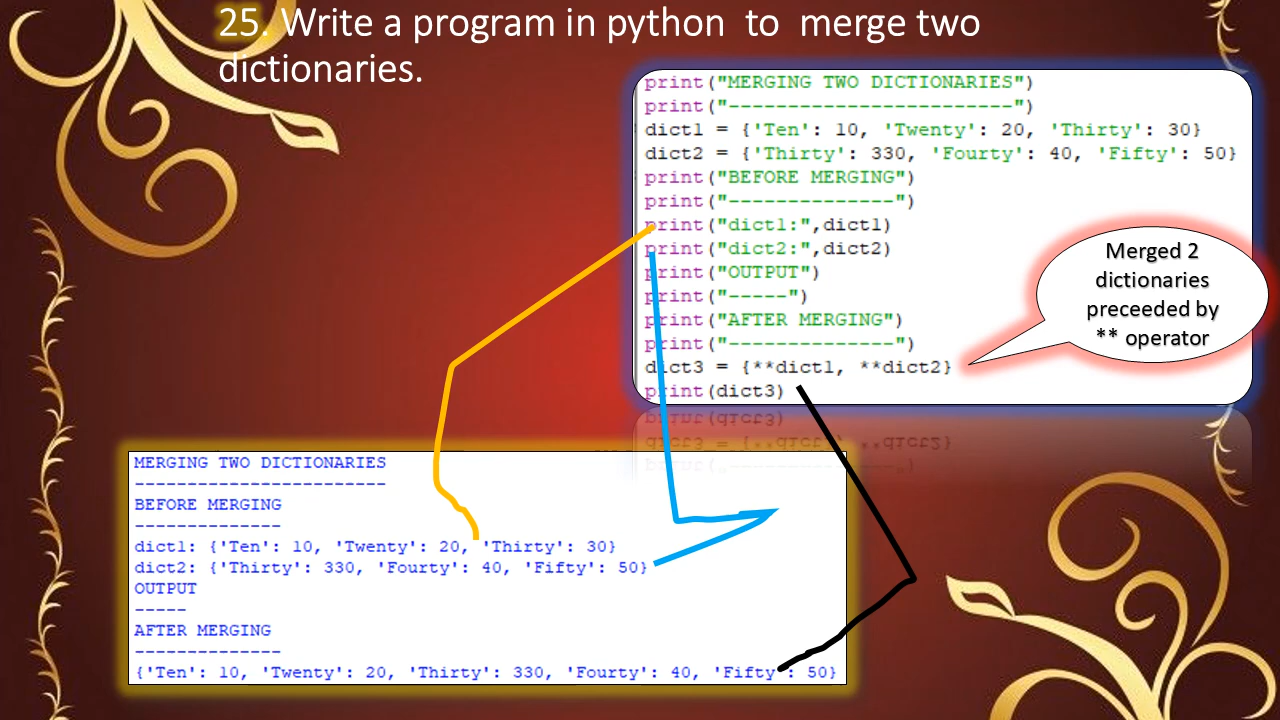 25. Write a program in python to merge two
dictionaries.
print("MERGING TWO DICTIONARIES")
print("------------------------")
dict1 = {'Ten': 10, 'Twenty': 20, 'Thirty': 30}
dict2 = {'Thirty': 330, 'Fourty': 40, 'Fifty': 50}
print("BEFORE MERGING")
print("--------------")
print("dict1:",dict1)
print("dict2:",dict2)
print("OUTPUT")
print("-----")
print("AFTER MERGING")
print("--------------")
dict3 = {**dict1, **dict2}
print(dict3)
Merged 2
dictionaries
preceeded by
** operator
MERGING TWO DICTIONARIES
------------------------
BEFORE MERGING
--------------
dict1: {'Ten': 10, 'Twenty': 20, 'Thirty': 30}
dict2: {'Thirty': 330, 'Fourty': 40, 'Fifty': 50}
OUTPUT
-----
AFTER MERGING
--------------
{'Ten': 10, 'Twenty': 20, 'Thirty': 330, 'Fourty': 40, 'Fifty': 50}